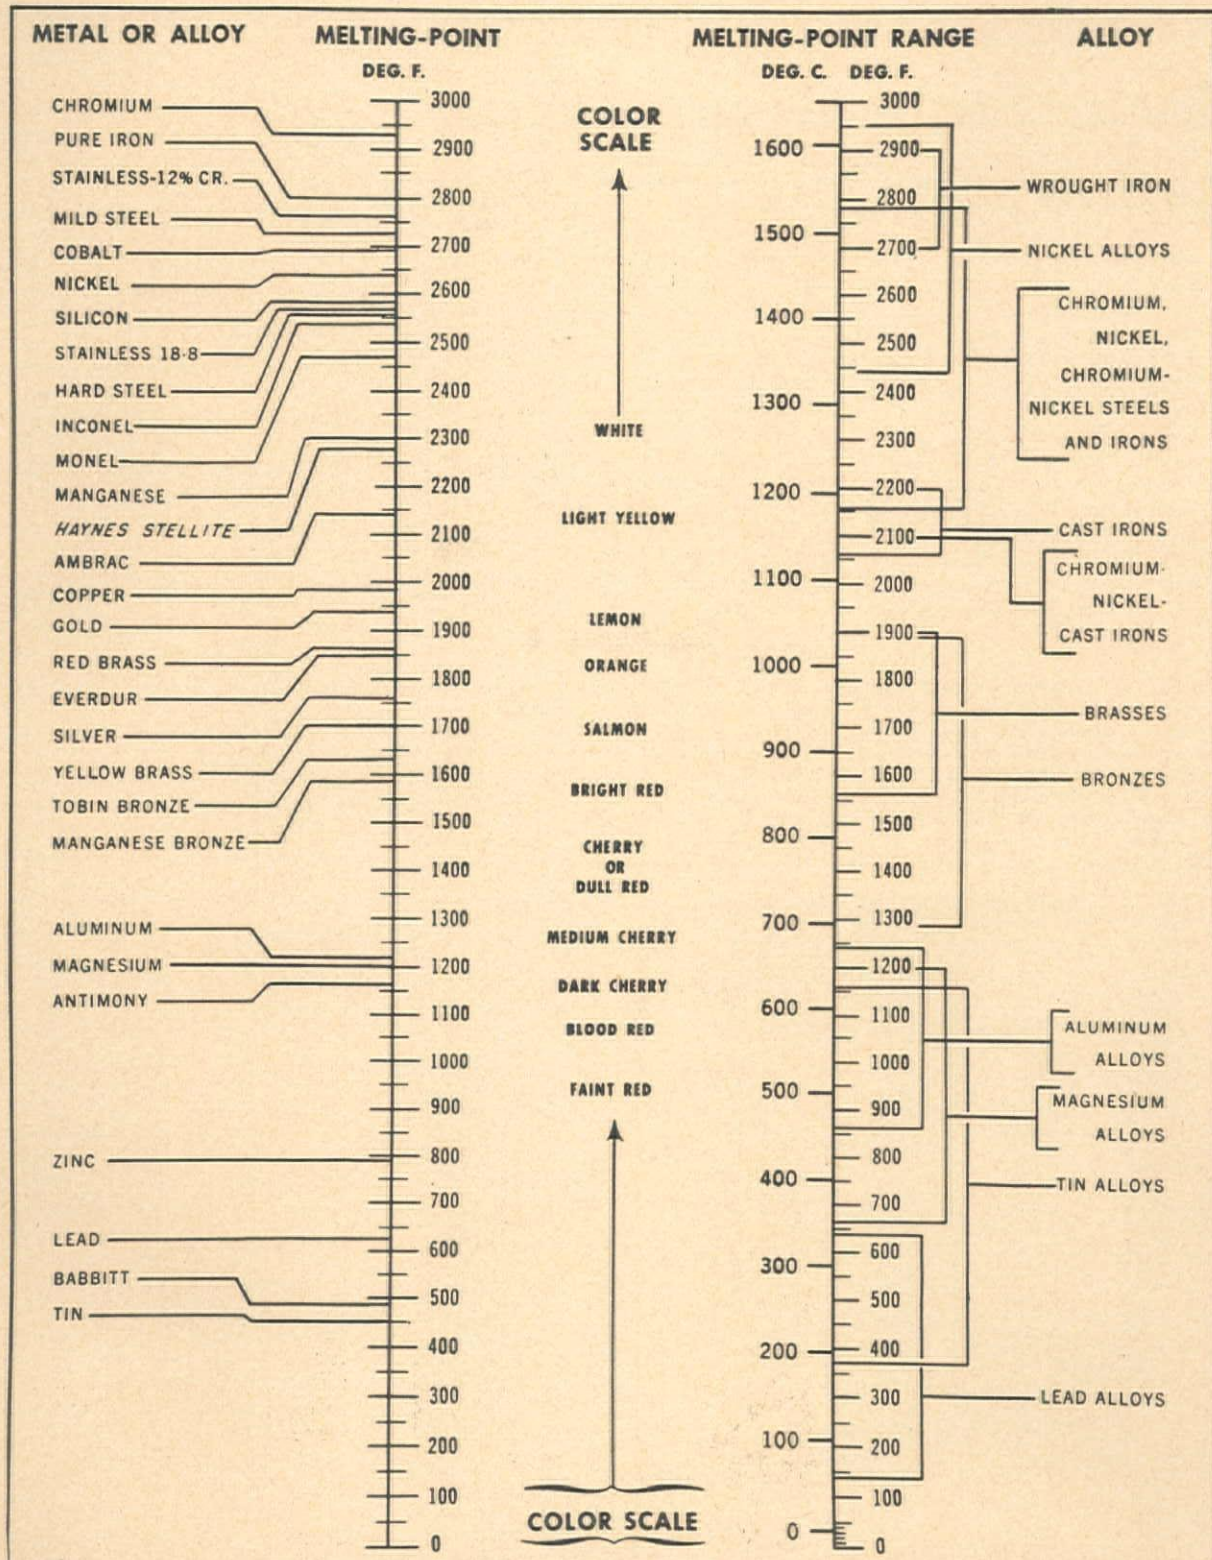 METAL OR ALLOY
MELTING-POINT
DEG. F.
CHROMIUM
PURE IRON
STAINLESS-12% CR.
MILD STEEL
COBALT
NICKEL
SILICON
STAINLESS 18-8
HARD STEEL
INCONEL
MONEL
MANGANESE
HAYNES STELLITE
AMBRAC
COPPER
GOLD
RED BRASS
EVERDUR
SILVER
YELLOW BRASS
TOBIN BRONZE
MANGANESE BRONZE
ALUMINUM
MAGNESIUM
ANTIMONY
ZINC
LEAD
BABBITT
TIN
3000
2900
2800
2700
2600
2500
2400
2300
2200
2100
2000
1900
1800
1700
1600
1500
1400
1300
1200
1100
1000
900
800
700
600
500
400
300
200
100
0
COLOR
SCALE
WHITE
LIGHT YELLOW
LEMON
ORANGE
SALMON
BRIGHT RED
CHERRY
OR
DULL RED
MEDIUM CHERRY
DARK CHERRY
BLOOD RED
FAINT RED
COLOR SCALE
MELTING-POINT RANGE
ALLOY
DEG. C. DEG. F.
1600
1500
1400
1300
1200
1100
1000
900
800
700
600
500
400
300
200
100
0
3000
2900
2800
2700
2600
2500
2400
2300
2200
2100
2000
1900
1800
1700
1600
1500
1400
1300
1200
1100
1000
900
800
700
600
500
400
300
200
100
0
WROUGHT IRON
NICKEL ALLOYS
CHROMIUM,
NICKEL,
CHROMIUM-
NICKEL STEELS
AND IRONS
CAST IRONS
CHROMIUM-
NICKEL-
CAST IRONS
BRASSES
BRONZES
ALUMINUM
ALLOYS
MAGNESIUM
ALLOYS
TIN ALLOYS
LEAD ALLOYS